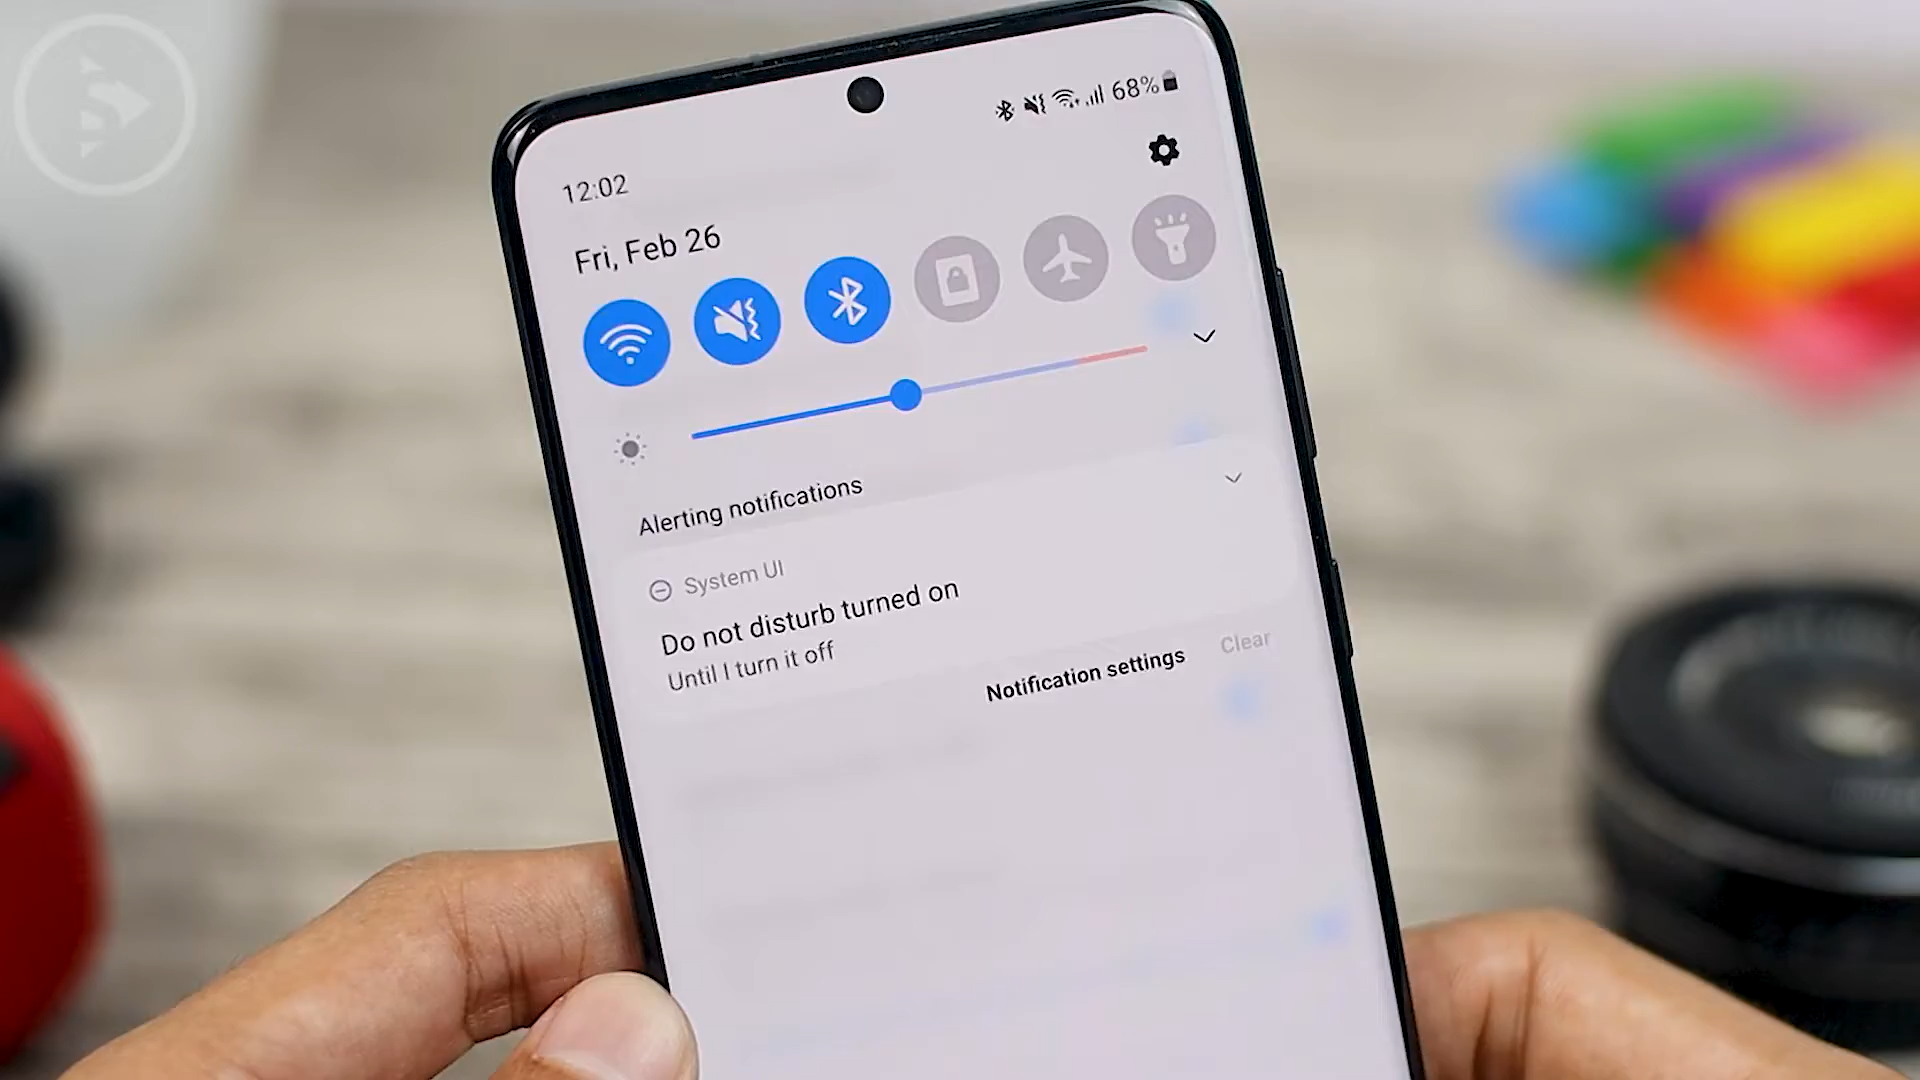 68%
12:02
Fri, Feb 26
Alerting notifications
System UI
Do not disturb turned on
Until I turn it off
Notification settings
Clear